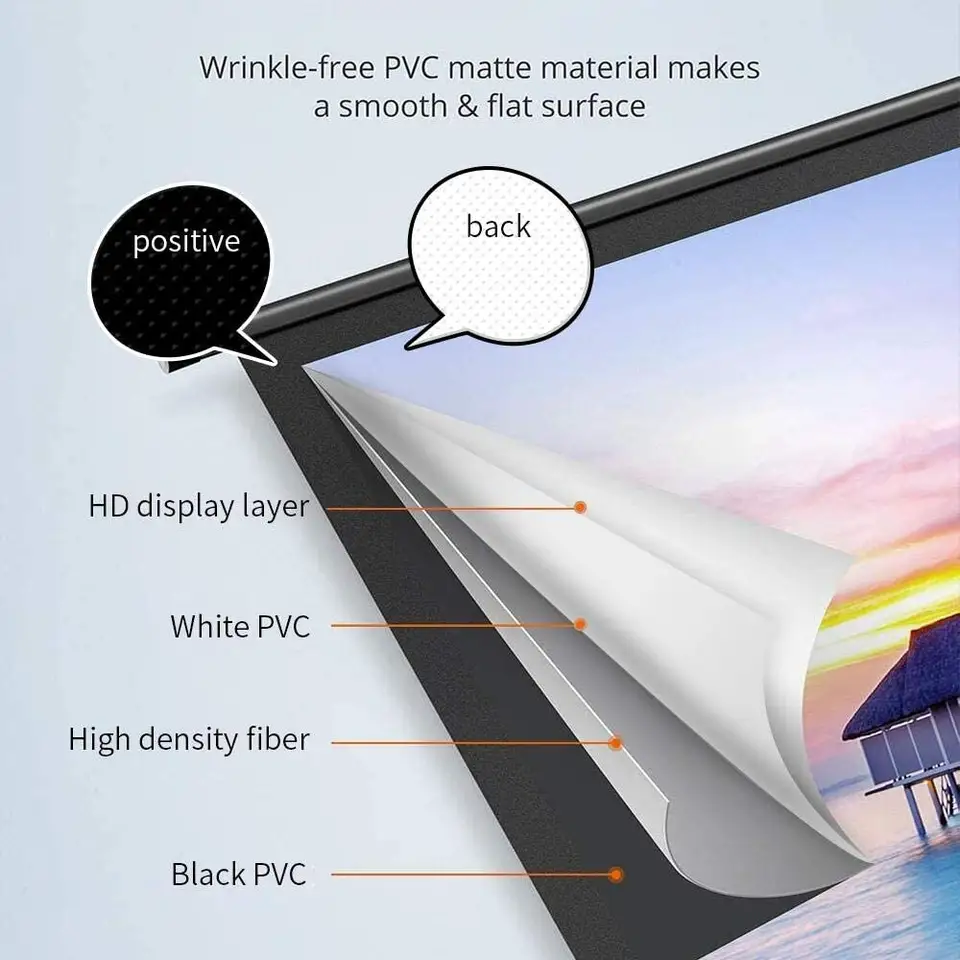 Wrinkle-free PVC matte material makes
a smooth & flat surface
positive
back
HD display layer
White PVC
High density fiber
Black PVC